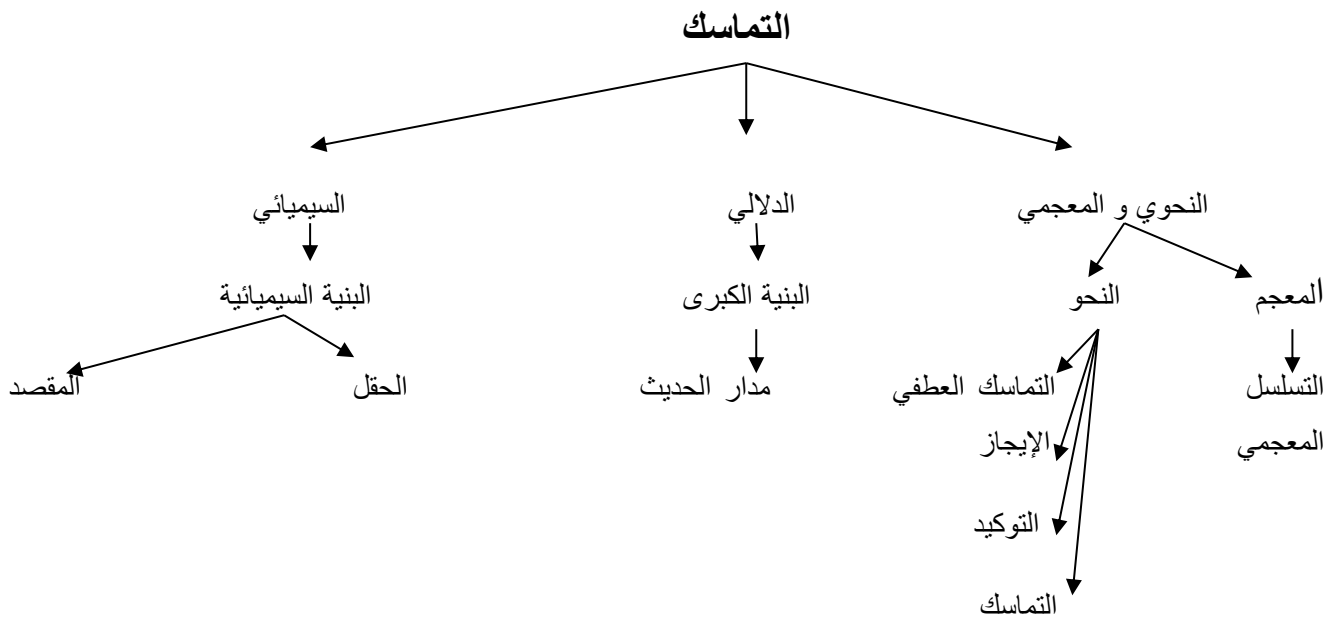 التماسك
النحوي و المعجمي الدلالي السيميائي
المعجم النحو البنية الكبرى البنية السيميائية
التسلسل التماسك العطفي مدار الحديث الحقل المقصد
المعجمي الإيجاز
التوكيد
التماسك